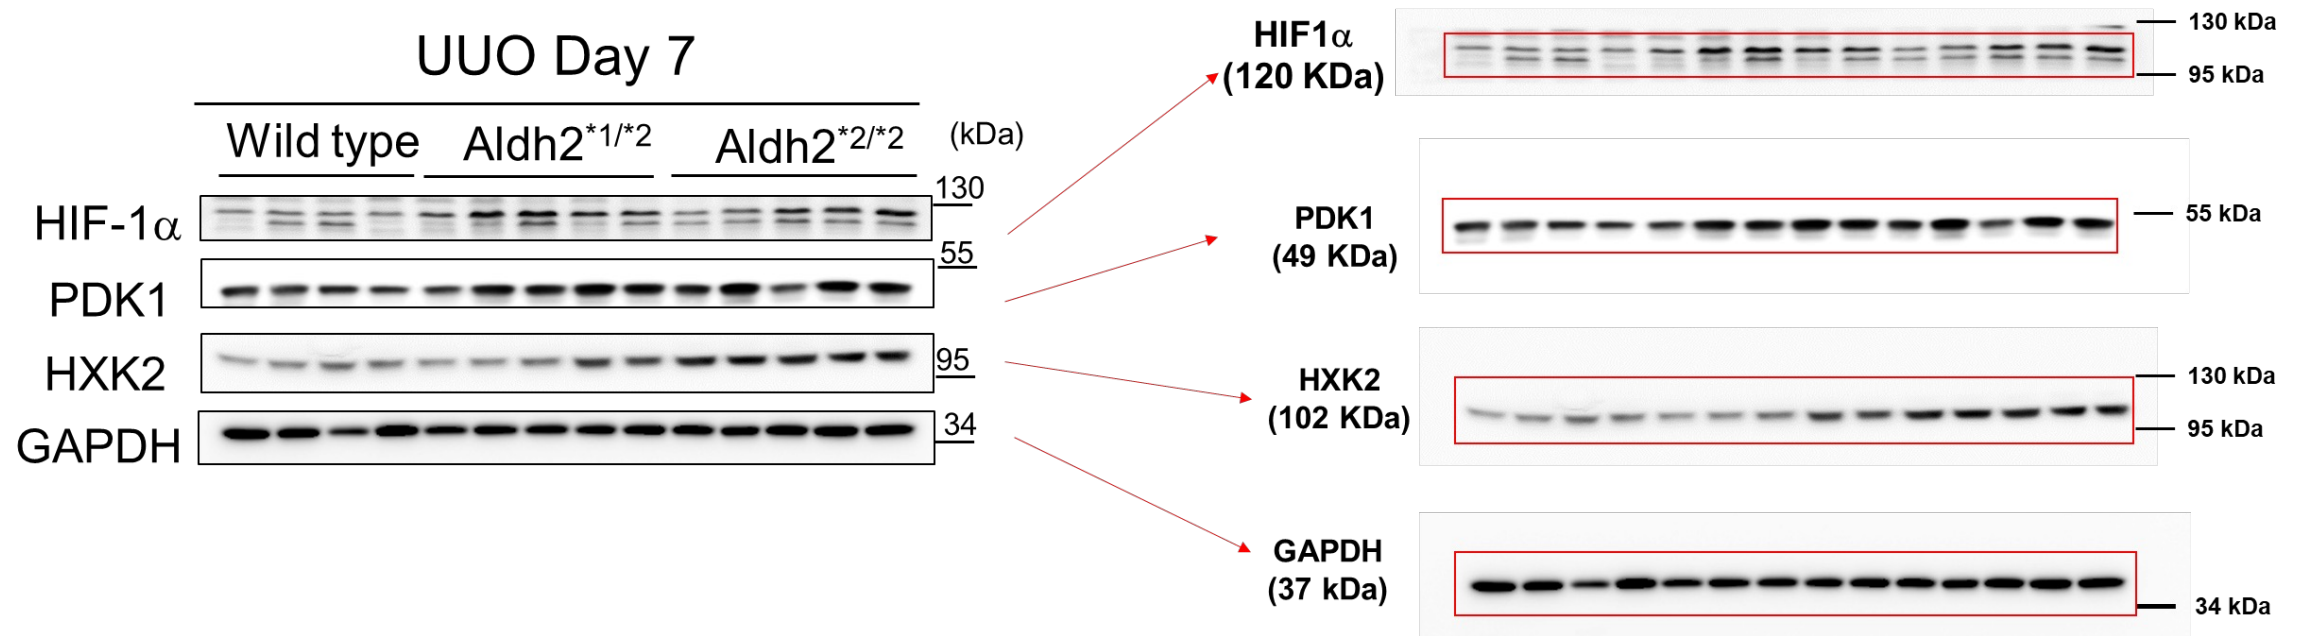 UUO Day 7
Wild type Aldh2*1/*2 Aldh2*2/*2 (kDa)
HIF-1α 130
PDK1 55
HXK2 95
GAPDH 34
HIF1α
(120 KDa)
130 kDa
95 kDa
PDK1
(49 KDa)
55 kDa
HXK2
(102 KDa)
130 kDa
95 kDa
GAPDH
(37 kDa)
34 kDa